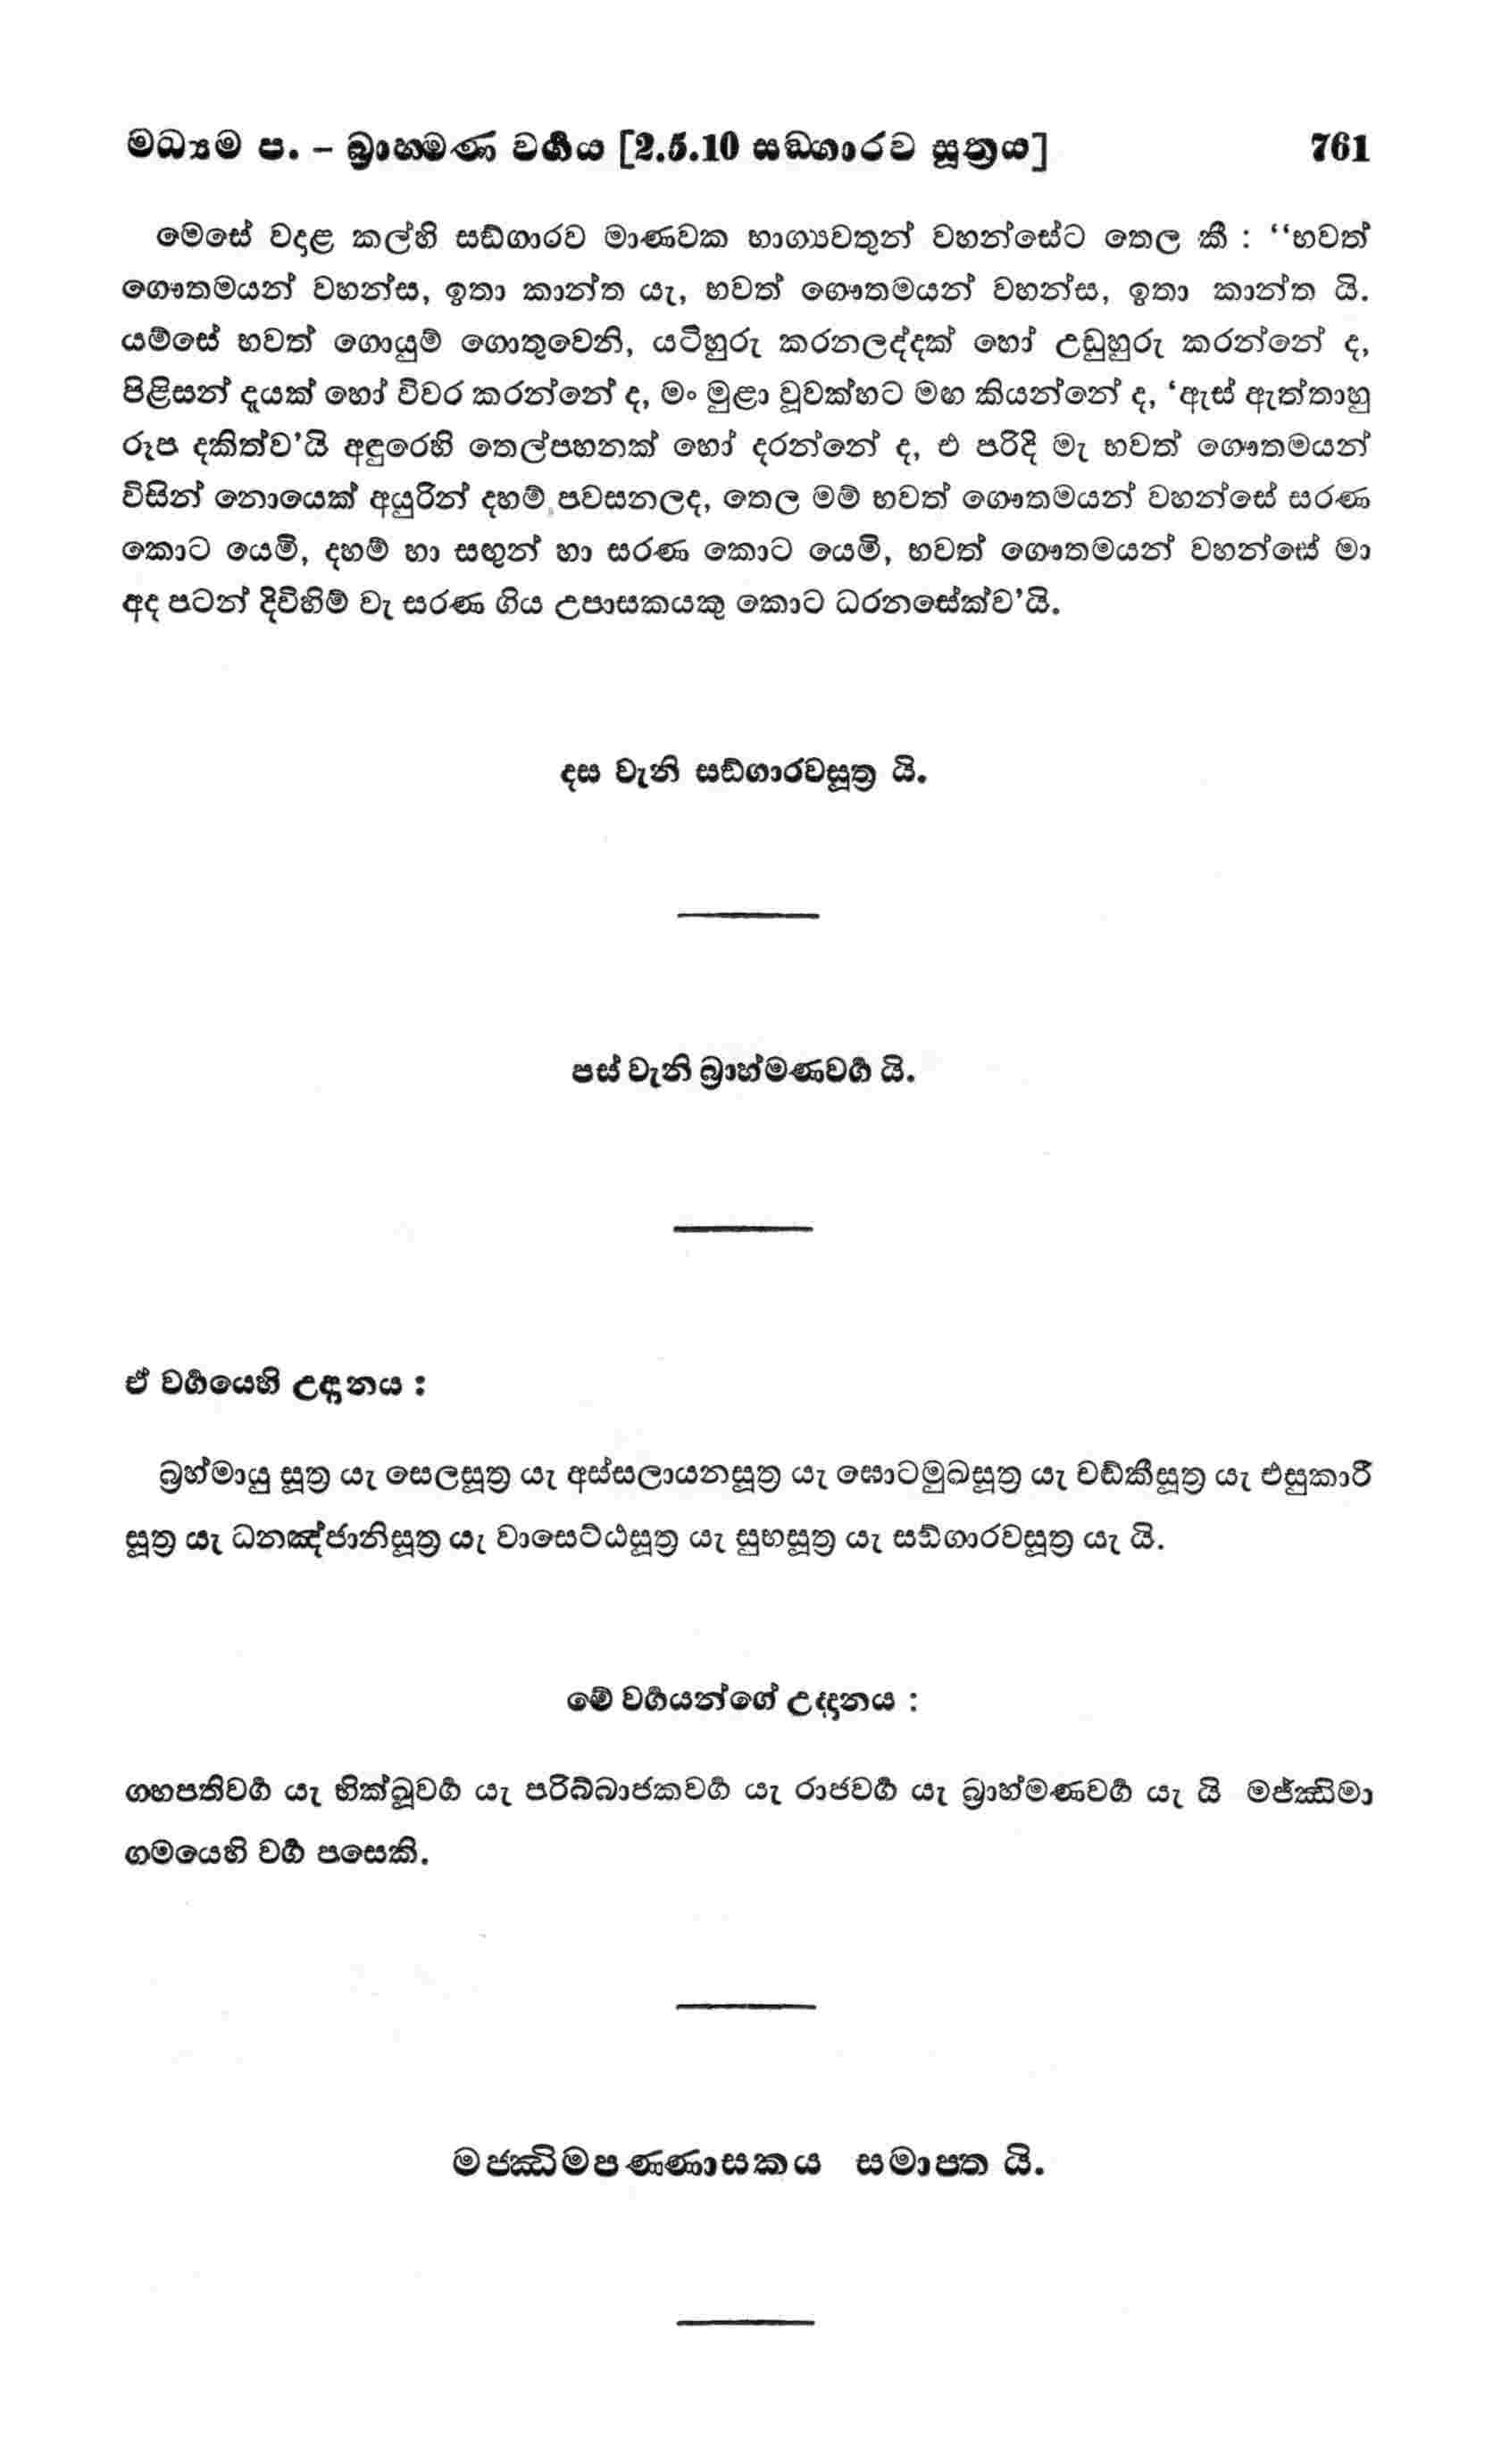 මධ්‍යම ප. – බ්‍රාහ්මණ වර්‍ගය [2.5.10 සඞ්ගාරව සූත්‍රය] 761
මෙසේ වදාළ කල්හි සඞ්ගාරව මාණවක භාග්‍යවතුන් වහන්සේට තෙල කී : ‘‘භවත්
ගෞතමයන් වහන්ස, ඉතා කාන්ත යැ, භවත් ගෞතමයන් වහන්ස, ඉතා කාන්ත යි.
යම්සේ භවත් ගොයුම් ගොතුවෙනි, යටිහුරු කරනලද්දක් හෝ උඩුහුරු කරන්නේ ද,
පිළිසන් දෑයක් හෝ විවර කරන්නේ ද, මං මුළා වූවක්හට මඟ කියන්නේ ද, ‘ඇස් ඇත්තාහු
රූප දකිත්ව’යි අඳුරෙහි තෙල්පහනක් හෝ දරන්නේ ද, එ පරිදි මැ භවත් ගෞතමයන්
විසින් නොයෙක් අයුරින් දහම් පවසනලද, තෙල මම් භවත් ගෞතමයන් වහන්සේ සරණ
කොට යෙමි, දහම් හා සඟුන් හා සරණ කොට යෙමි, භවත් ගෞතමයන් වහන්සේ මා
අද පටන් දිවිහිම් වැ සරණ ගිය උපාසකයකු කොට ධරනසේක්ව’යි.
දස වැනි සඞ්ගාරවසූත්‍ර යි.
පස් වැනි බ්‍රාහ්මණවර්‍ග යි.
ඒ වර්‍ගයෙහි උද්දානය :
බ්‍රහ්මායු සූත්‍ර යැ සෙලසූත්‍ර යැ අස්සලායනසූත්‍ර යැ ඝොටමුඛසූත්‍ර යැ චඞ්කීසූත්‍ර යැ එසුකාරී
සූත්‍ර යැ ධනඤ්ජානිසූත්‍ර යැ වාසෙට්ඨසූත්‍ර යැ සුභසූත්‍ර යැ සඞ්ගාරවසූත්‍ර යැ යි.
මේ වර්‍ගයන්ගේ උද්දානය :
ගහපතිවර්‍ග යැ භික්ඛූවර්‍ග යැ පරිබ්බාජකවර්‍ග යැ රාජවර්‍ග යැ බ්‍රාහ්මණවර්‍ග යැ යි මජ්ඣිමා
ගමයෙහි වර්‍ග පසෙකි.
මජ්ඣිමපණ්ණාසකය සමාප්ත යි.